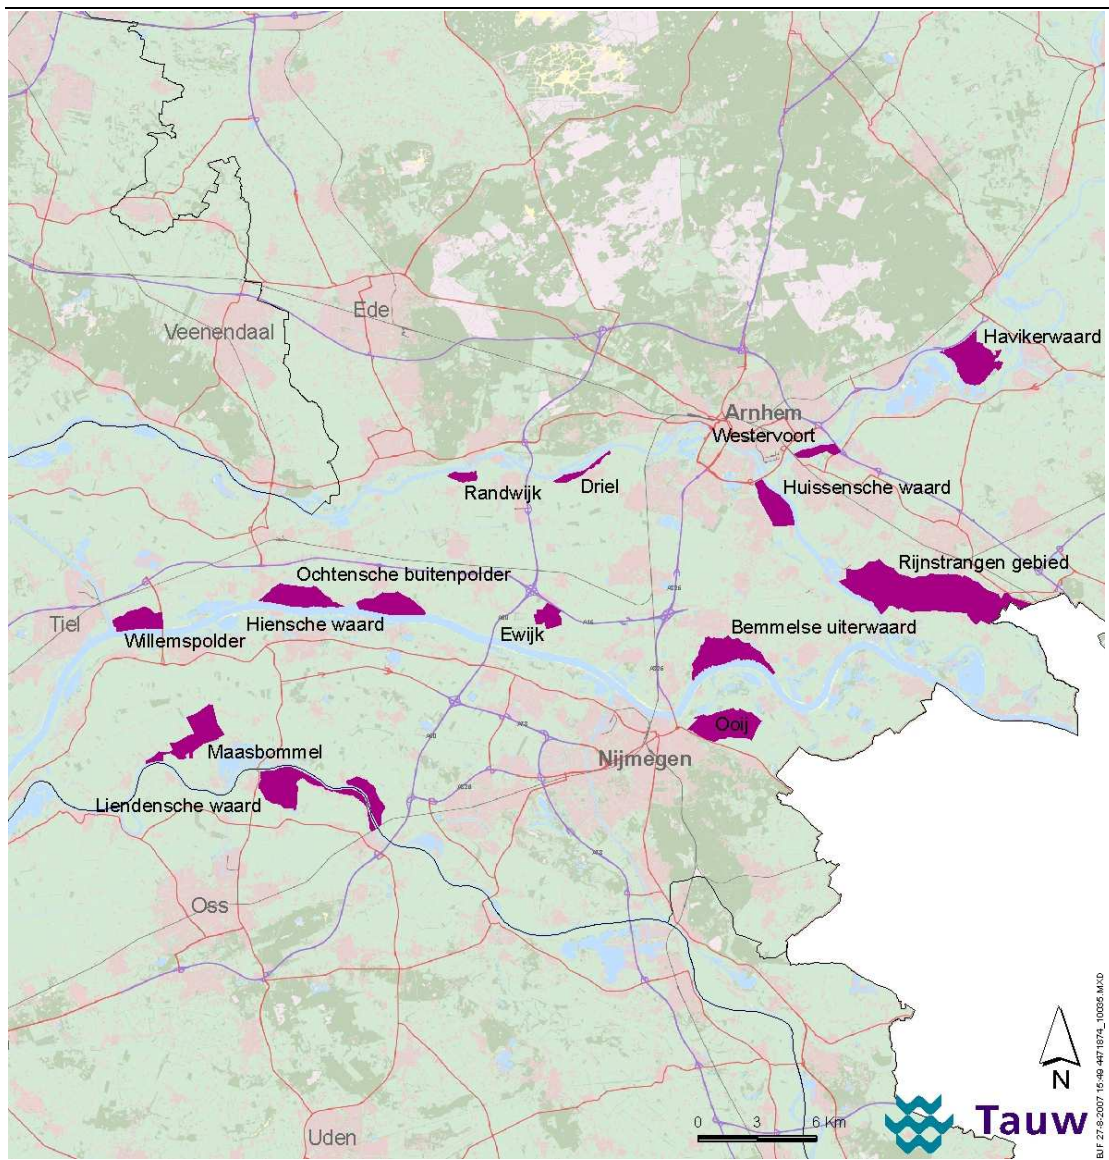 Veenendaal
Ede
Havikerwaard
Arnhem
Westervoort
Randwijk
Driel
Huissensche waard
Rijnstrangen gebied
Ochtensche buitenpolder
Tiel
Willemspolder
Hiensche waard
Ewijk
Bemmelse uiterwaard
Ooij
Maasbommel
Nijmegen
Liendensche waard
Oss
Uden
0 3 6 Km
N
Tauw